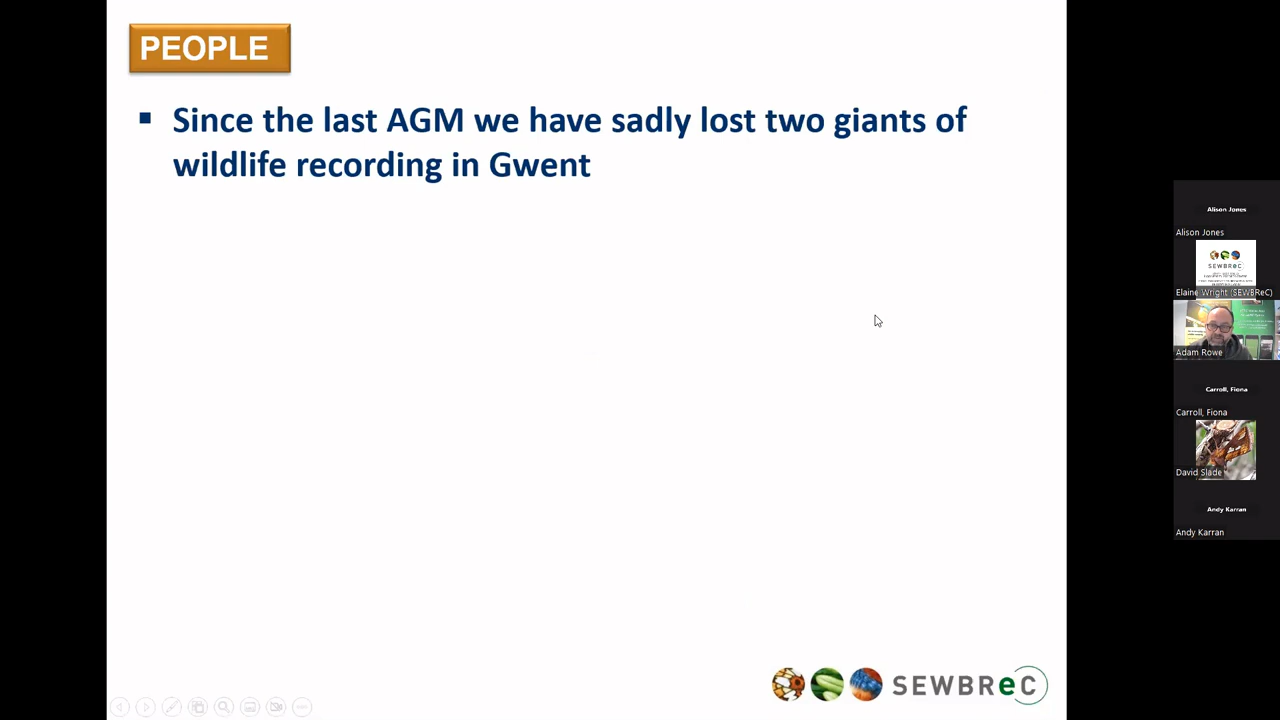 PEOPLE
▪ Since the last AGM we have sadly lost two giants of
wildlife recording in Gwent
Alison Jones
Alison Jones
SEWBReC
Elaine Wright (SEWBReC)
Adam Rowe
Carroll, Fiona
Carroll, Fiona
David Slade
Andy Karran
Andy Karran
SEWBReC